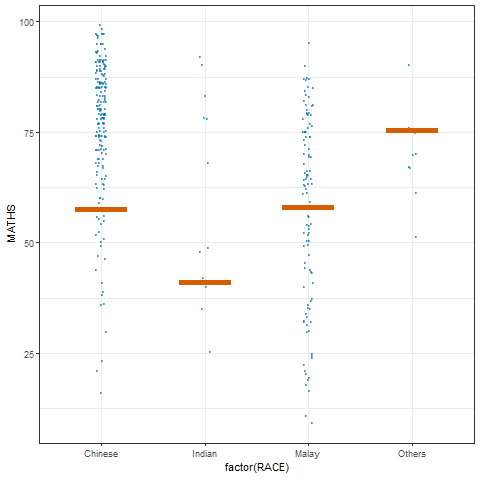 100
75
50
25
MATHS
Chinese
Indian
Malay
Others
factor(RACE)